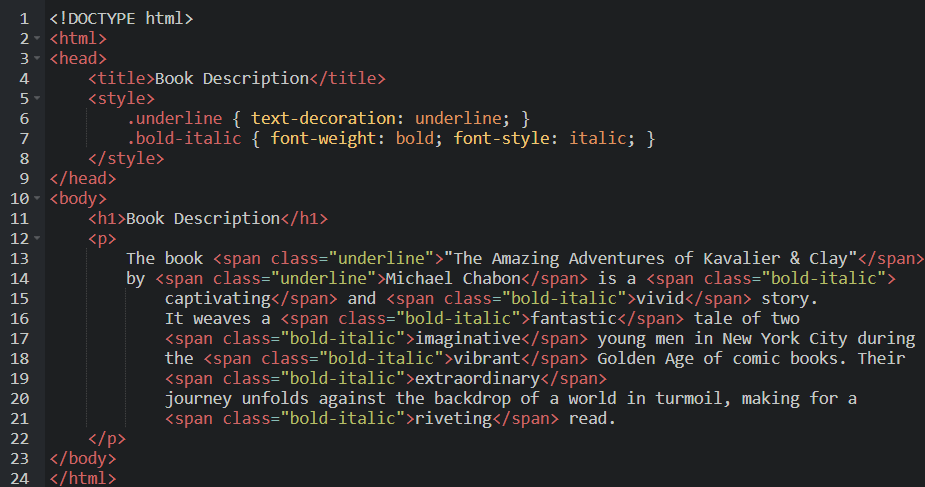 1 <!DOCTYPE html>
2 <html>
3 <head>
4     <title>Book Description</title>
5     <style>
6         .underline { text-decoration: underline; }
7         .bold-italic { font-weight: bold; font-style: italic; }
8     </style>
9 </head>
10 <body>
11     <h1>Book Description</h1>
12     <p>
13         The book <span class="underline">"The Amazing Adventures of Kavalier & Clay"</span>
14         by <span class="underline">Michael Chabon</span> is a <span class="bold-italic">
15             captivating</span> and <span class="bold-italic">vivid</span> story.
16             It weaves a <span class="bold-italic">fantastic</span> tale of two
17             <span class="bold-italic">imaginative</span> young men in New York City during
18             the <span class="bold-italic">vibrant</span> Golden Age of comic books. Their
19             <span class="bold-italic">extraordinary</span>
20             journey unfolds against the backdrop of a world in turmoil, making for a
21             <span class="bold-italic">riveting</span> read.
22     </p>
23 </body>
24 </html>